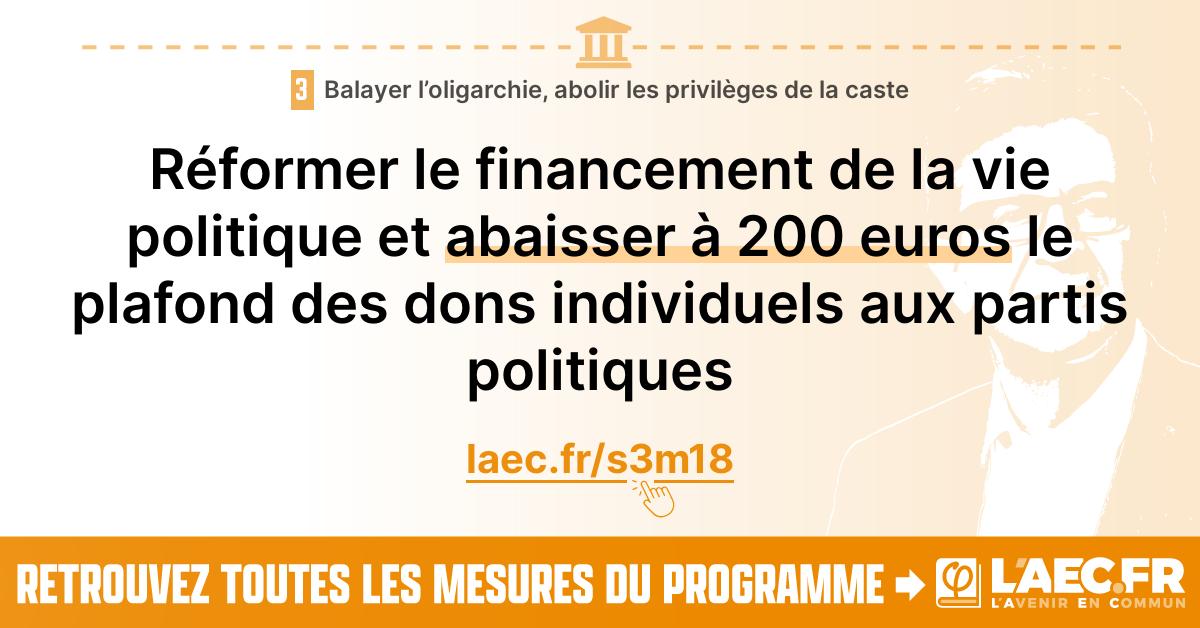 3 Balayer l’oligarchie, abolir les privilèges de la caste
Réformer le financement de la vie
politique et abaisser à 200 euros le
plafond des dons individuels aux partis
politiques
laec.fr/s3m18
RETROUVEZ TOUTES LES MESURES DU PROGRAMME
φ L'AEC.FR
L'AVENIR EN COMMUN